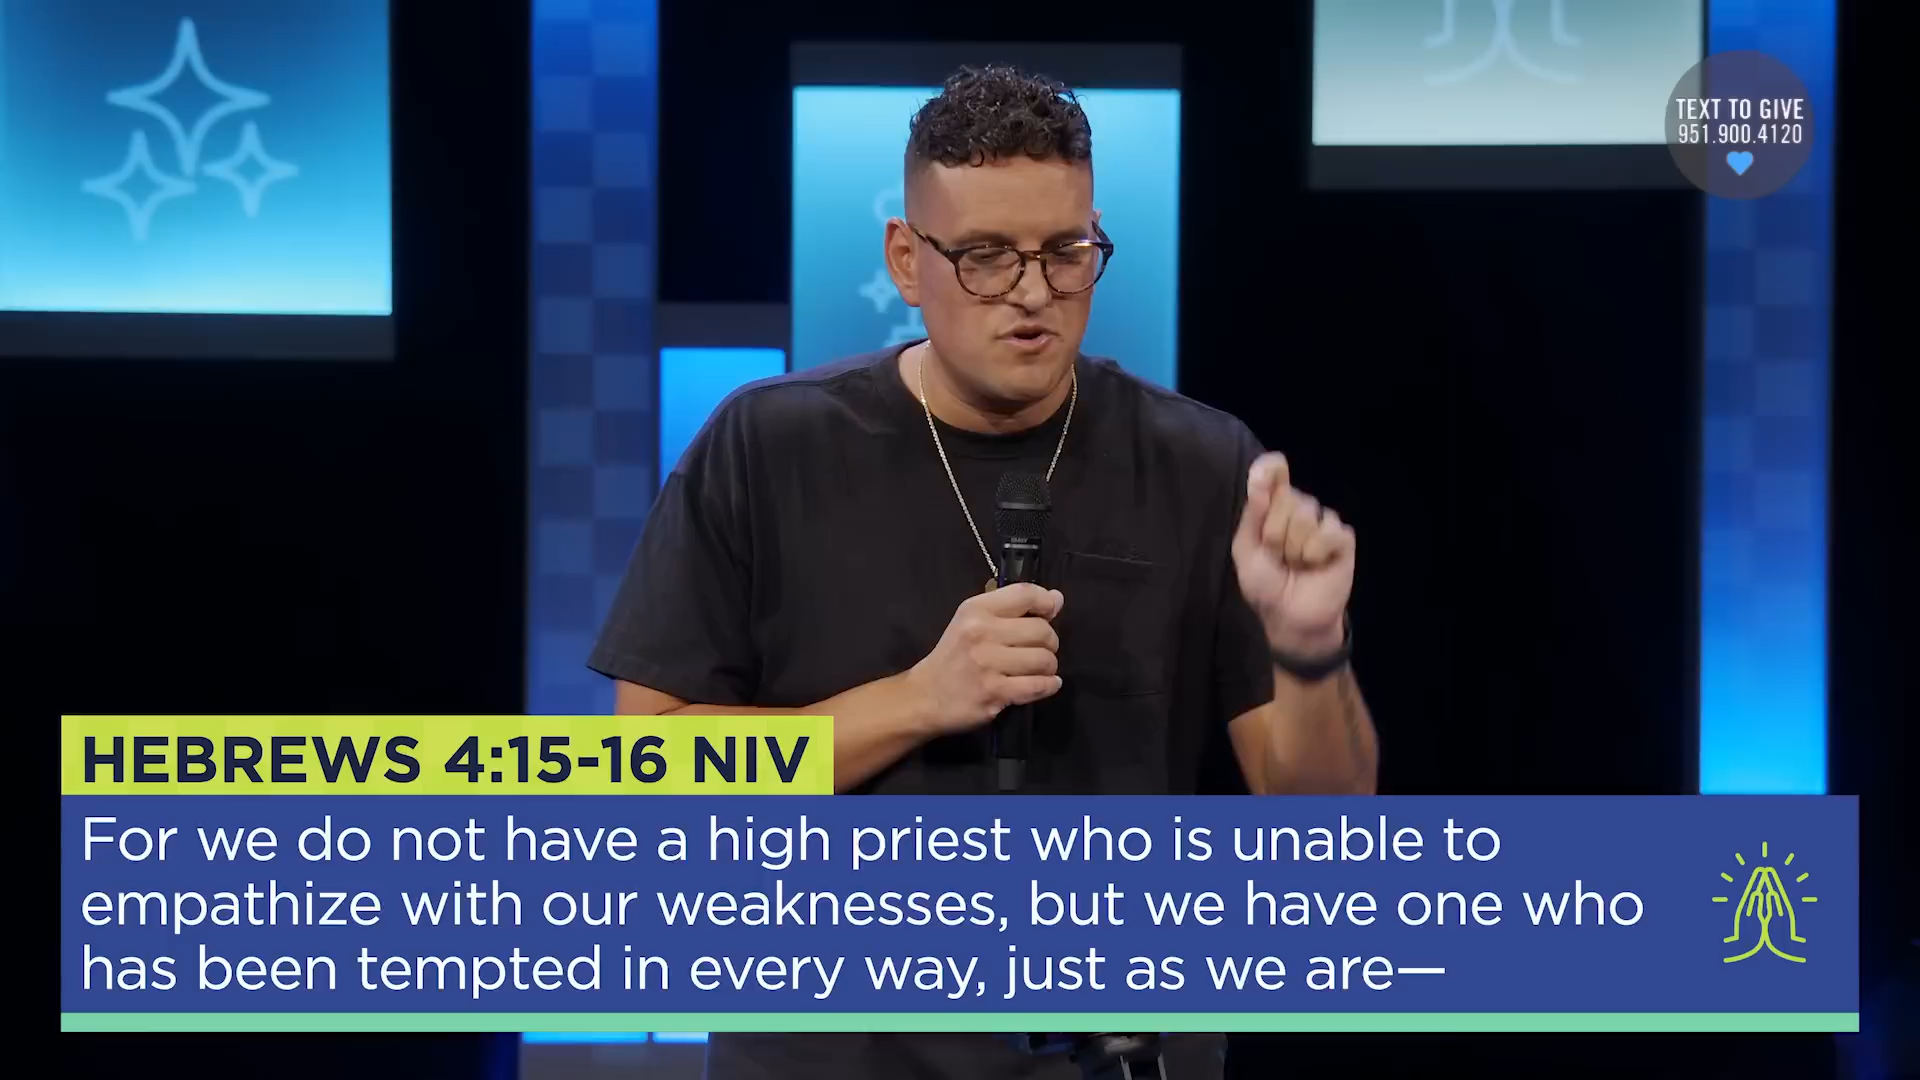 TEXT TO GIVE
951.900.4120
HEBREWS 4:15-16 NIV
For we do not have a high priest who is unable to
empathize with our weaknesses, but we have one who
has been tempted in every way, just as we are—